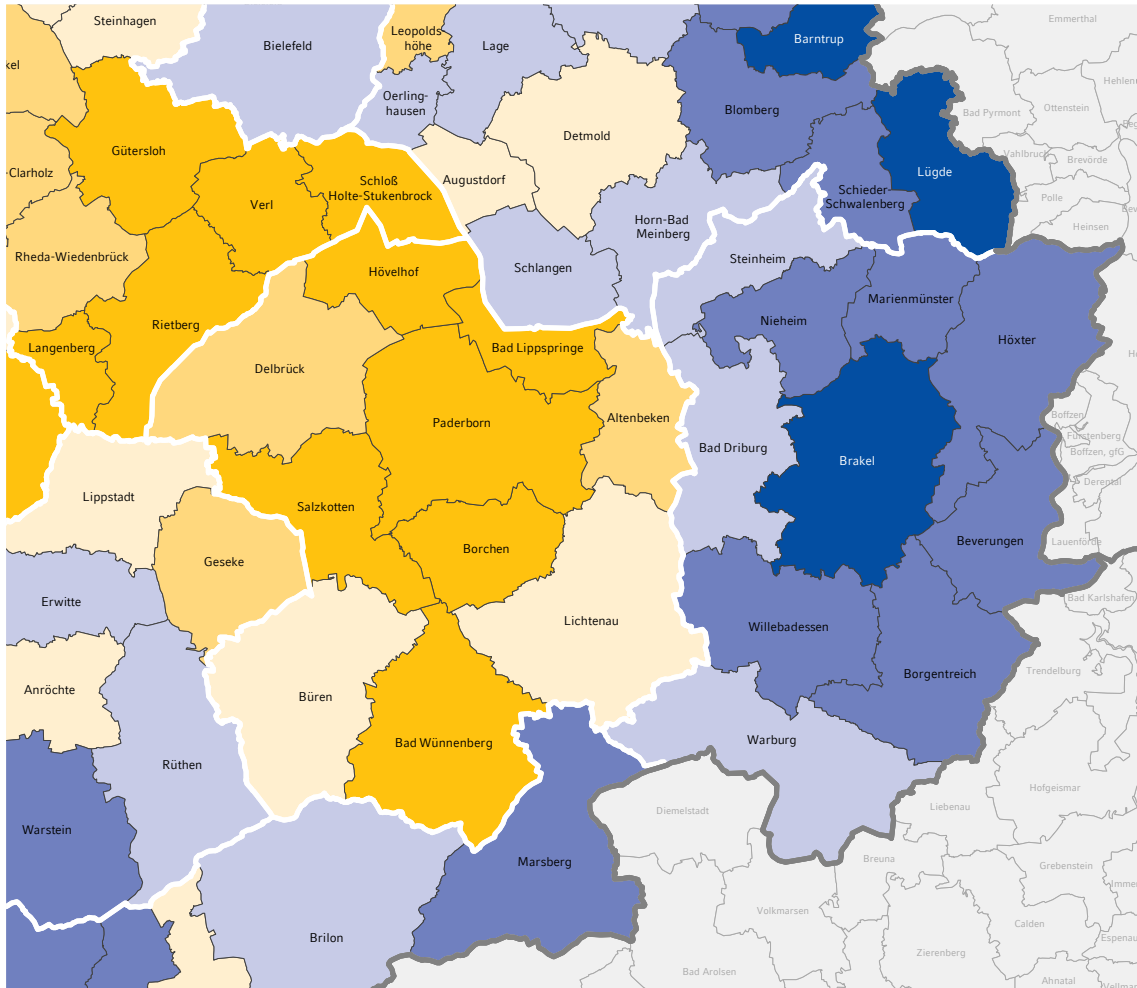 Steinhagen
Bielefeld
Leopolds
höhe
Lage
Barntrup
Emmerthal
kel
Oerling-
hausen
Blomberg
Hehlen
Ottenstein
Bad Pyrmont
Detmold
Gütersloh
Vahlbruch
Brevörde
-Clarholz
Augustdorf
Lügde
Schloß
Holte-Stukenbrock
Verl
Schieder-
Schwalenberg
Polle
Heinsen
Horn-Bad
Meinberg
Rheda-Wiedenbrück
Steinheim
Schlangen
Hövelhof
Marienmünster
Rietberg
Nieheim
Höxter
Langenberg
Bad Lippspringe
Delbrück
Altenbeken
Boffzen
Paderborn
Fürstenberg
Bad Driburg
Boffzen, gfG
Brakel
Derental
Lippstadt
Salzkotten
Beverungen
Lauenförde
Borchen
Geseke
Erwitte
Bad Karlshafen
Lichtenau
Willebadessen
Trendelburg
Borgentreich
Anröchte
Büren
Bad Wünnenberg
Warburg
Rüthen
Hofgeismar
Liebenau
Diemelstadt
Warstein
Marsberg
Breuna
Grebenstein
Imme
Volkmarsen
Calden
Espenau
Brilon
Zierenberg
Bad Arolsen
Ahnatal
Vellmar